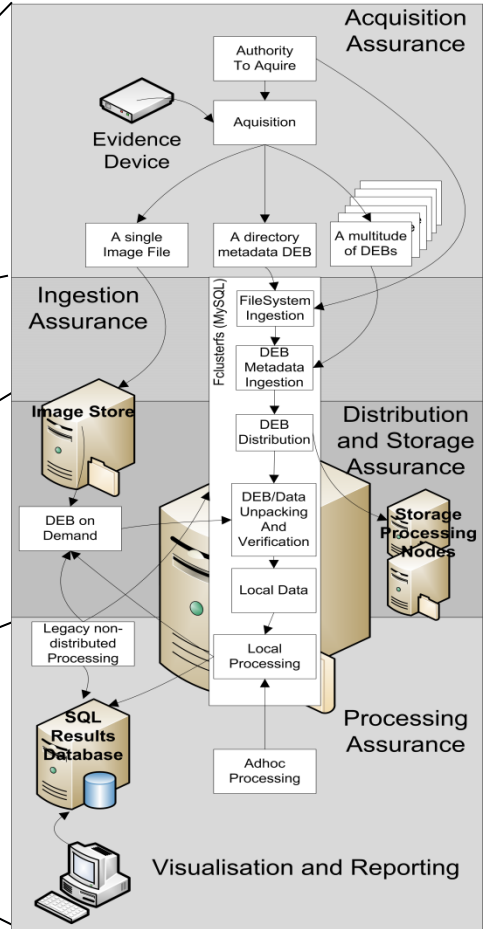 Acquisition
Assurance
Authority
To Aquire
Evidence
Device
Aquisition
A single
Image File
A directory
metadata DEB
A multitude
of DEBs
Ingestion
Assurance
Fclusterfs (MySQL)
FileSystem
Ingestion
DEB
Metadata
Ingestion
Image Store
DEB
Distribution
Distribution
and Storage
Assurance
DEB on
Demand
DEB/Data
Unpacking
And
Verification
Storage
Processing
Nodes
Local Data
Legacy non-
distributed
Processing
Local
Processing
SQL
Results
Database
Adhoc
Processing
Processing
Assurance
Visualisation and Reporting